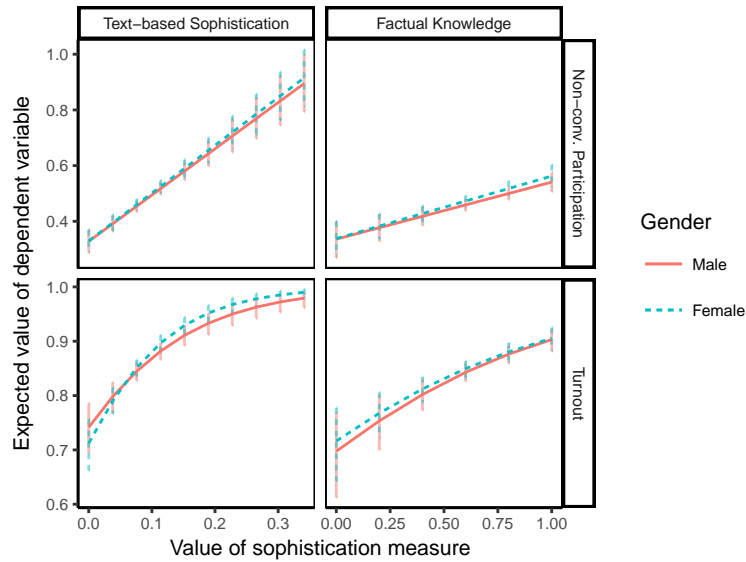 Text−based Sophistication
Factual Knowledge
Expected value of dependent variable
1.0
0.8
0.6
0.4
Non−conv. Participation
1.0
0.9
0.8
0.7
0.6
Turnout
0.0 0.1 0.2 0.3
0.00 0.25 0.50 0.75 1.00
Value of sophistication measure
Gender
Male
Female